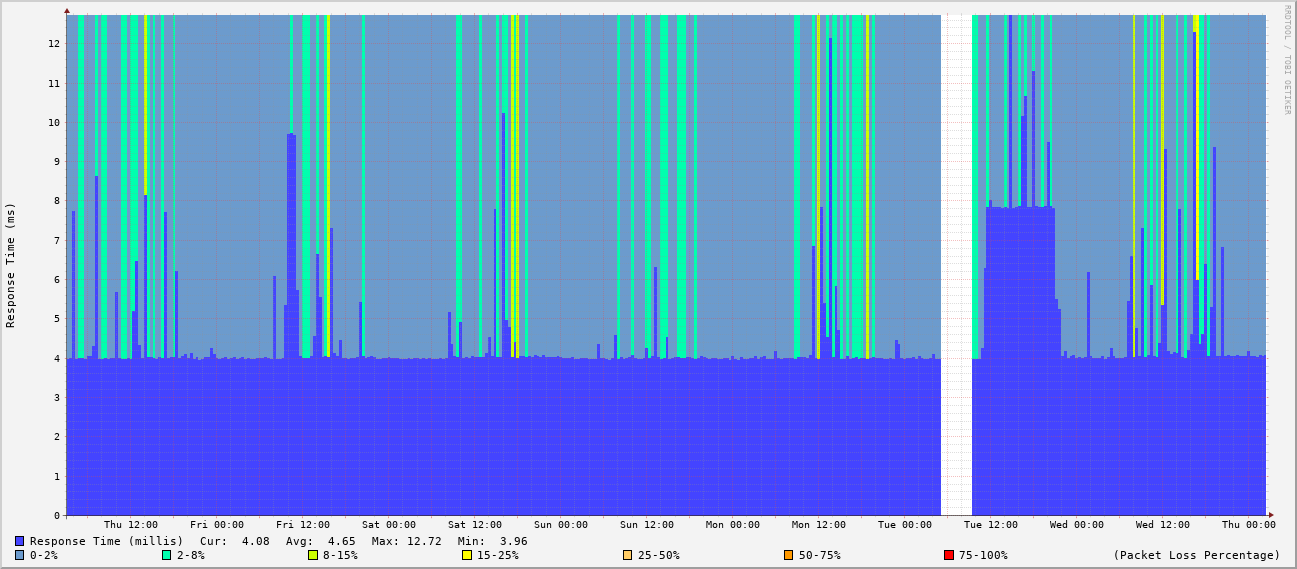 RRDTOOL / TOBI OETIKER
Response Time (ms)
12
11
10
9
8
7
6
5
4
3
2
1
0
Thu 12:00 Fri 00:00 Fri 12:00 Sat 00:00 Sat 12:00 Sun 00:00 Sun 12:00 Mon 00:00 Mon 12:00 Tue 00:00 Tue 12:00 Wed 00:00 Wed 12:00 Thu 00:00
Response Time (millis) Cur: 4.08 Avg: 4.65 Max: 12.72 Min: 3.96
0-2% 2-8% 8-15% 15-25% 25-50% 50-75% 75-100% (Packet Loss Percentage)